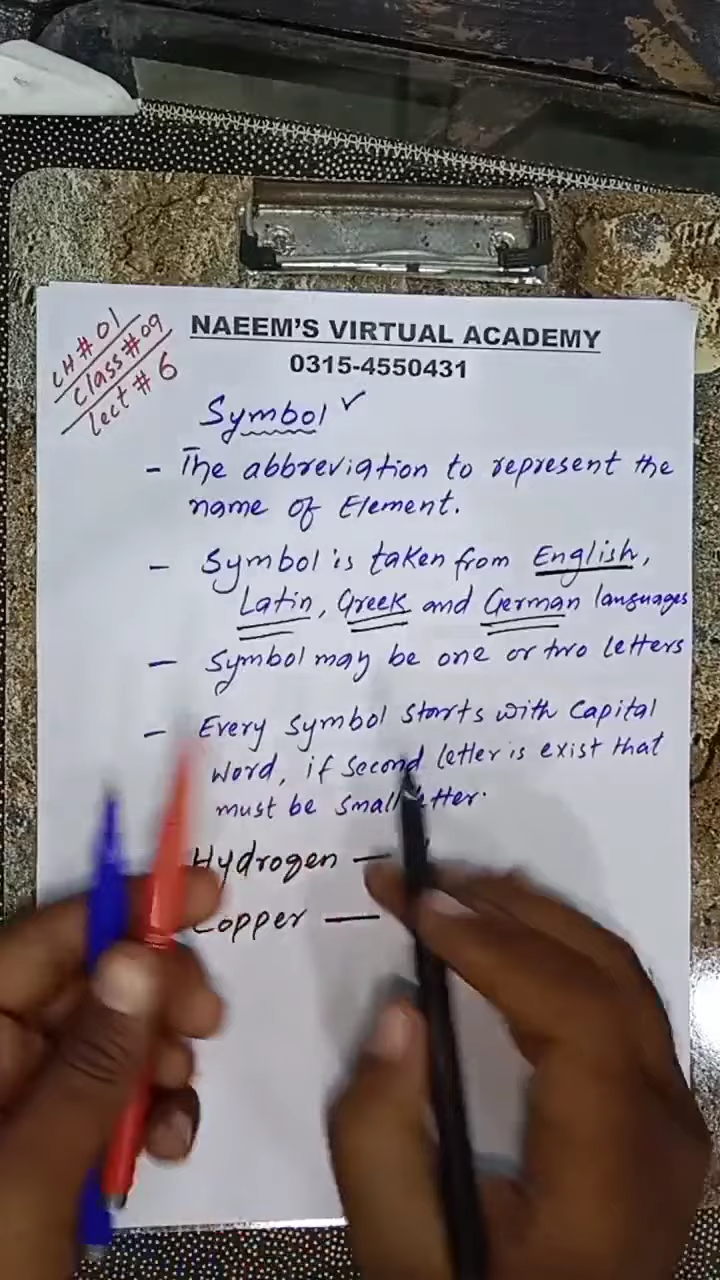 CH # 01
Class # 09
Lect # 6
NAEEM'S VIRTUAL ACADEMY
0315-4550431
Symbol ✓
- The abbreviation to represent the
name of Element.
- Symbol is taken from English,
Latin, Greek and German languages
- Symbol may be one or two letters
- Every Symbol Starts with Capital
Word, if Second letter is exist that
must be Small letter.
Hydrogen —
Copper —